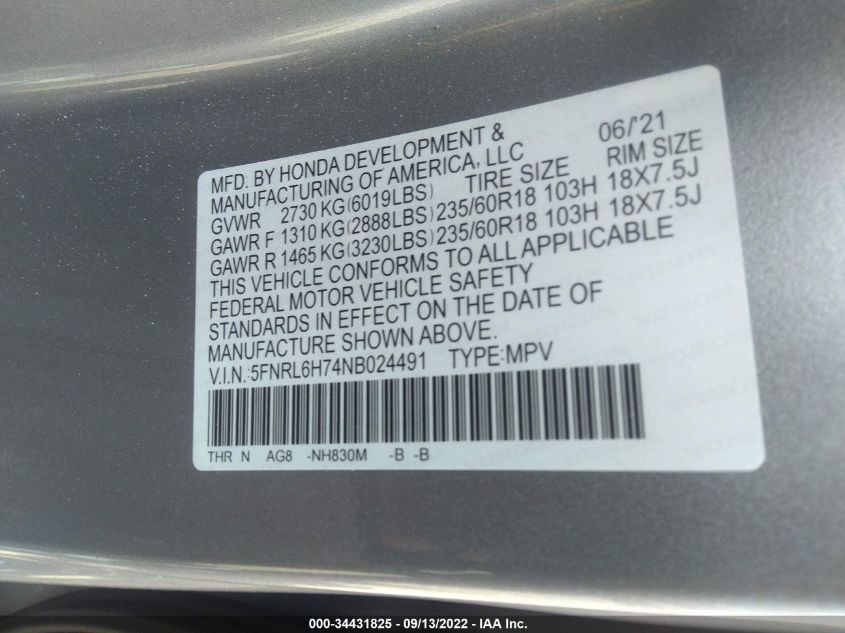 MFD. BY HONDA DEVELOPMENT & 06/'21
MANUFACTURING OF AMERICA, LLC
GVWR 2730 KG(6019LBS) TIRE SIZE RIM SIZE
GAWR F 1310 KG(2888LBS) 235/60R18 103H 18X7.5J
GAWR R 1465 KG(3230LBS) 235/60R18 103H 18X7.5J
THIS VEHICLE CONFORMS TO ALL APPLICABLE
FEDERAL MOTOR VEHICLE SAFETY
STANDARDS IN EFFECT ON THE DATE OF
MANUFACTURE SHOWN ABOVE.
V.I.N.:5FNRL6H74NB024491 TYPE:MPV
THR N AG8 -NH830M -B -B
000-34431825 - 09/13/2022 - IAA Inc.